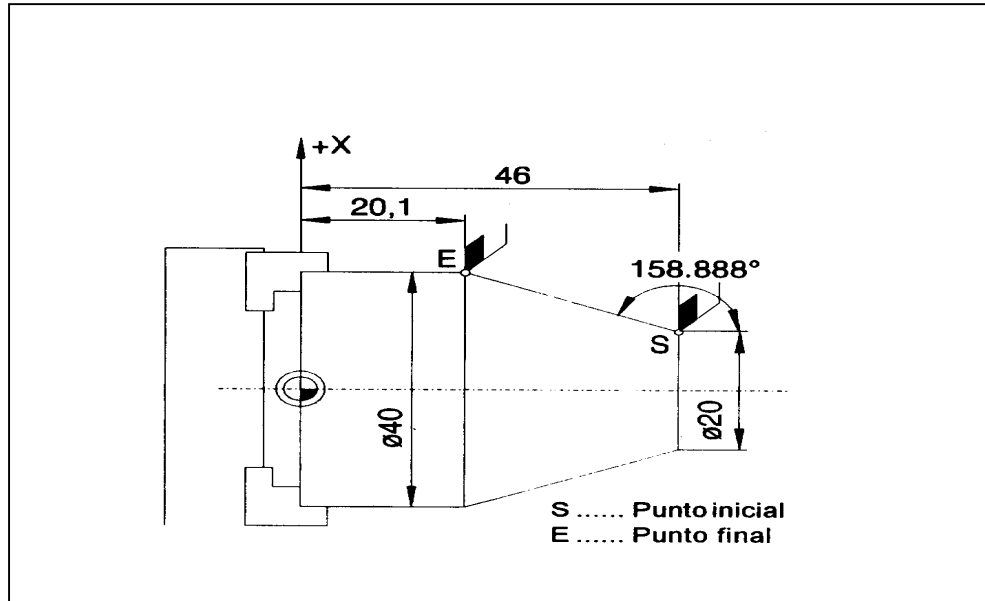 +X
46
20,1
E
158.888°
S
ø40
ø20
S ...... Punto inicial
E ...... Punto final